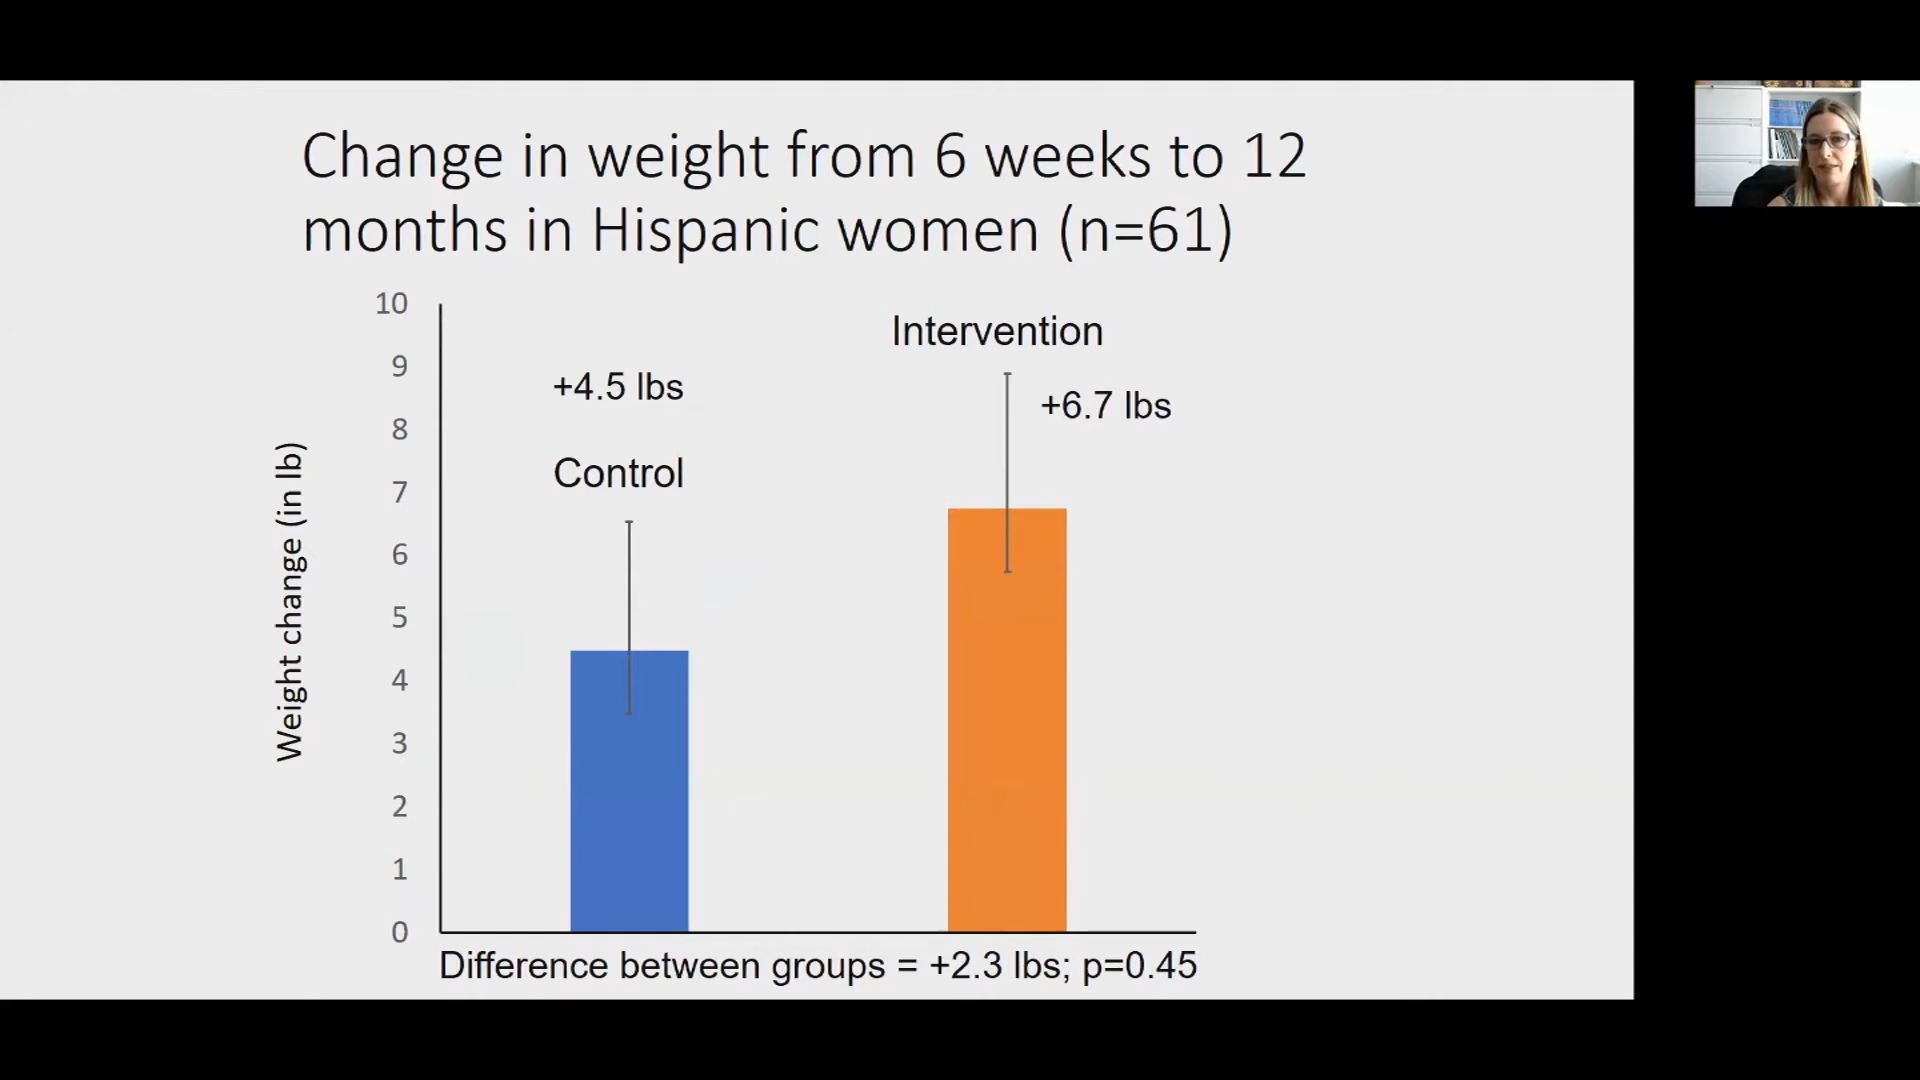 Change in weight from 6 weeks to 12
months in Hispanic women (n=61)
Weight change (in lb)
10
9
8
7
6
5
4
3
2
1
0
+4.5 lbs
Control
Intervention
+6.7 lbs
Difference between groups = +2.3 lbs; p=0.45